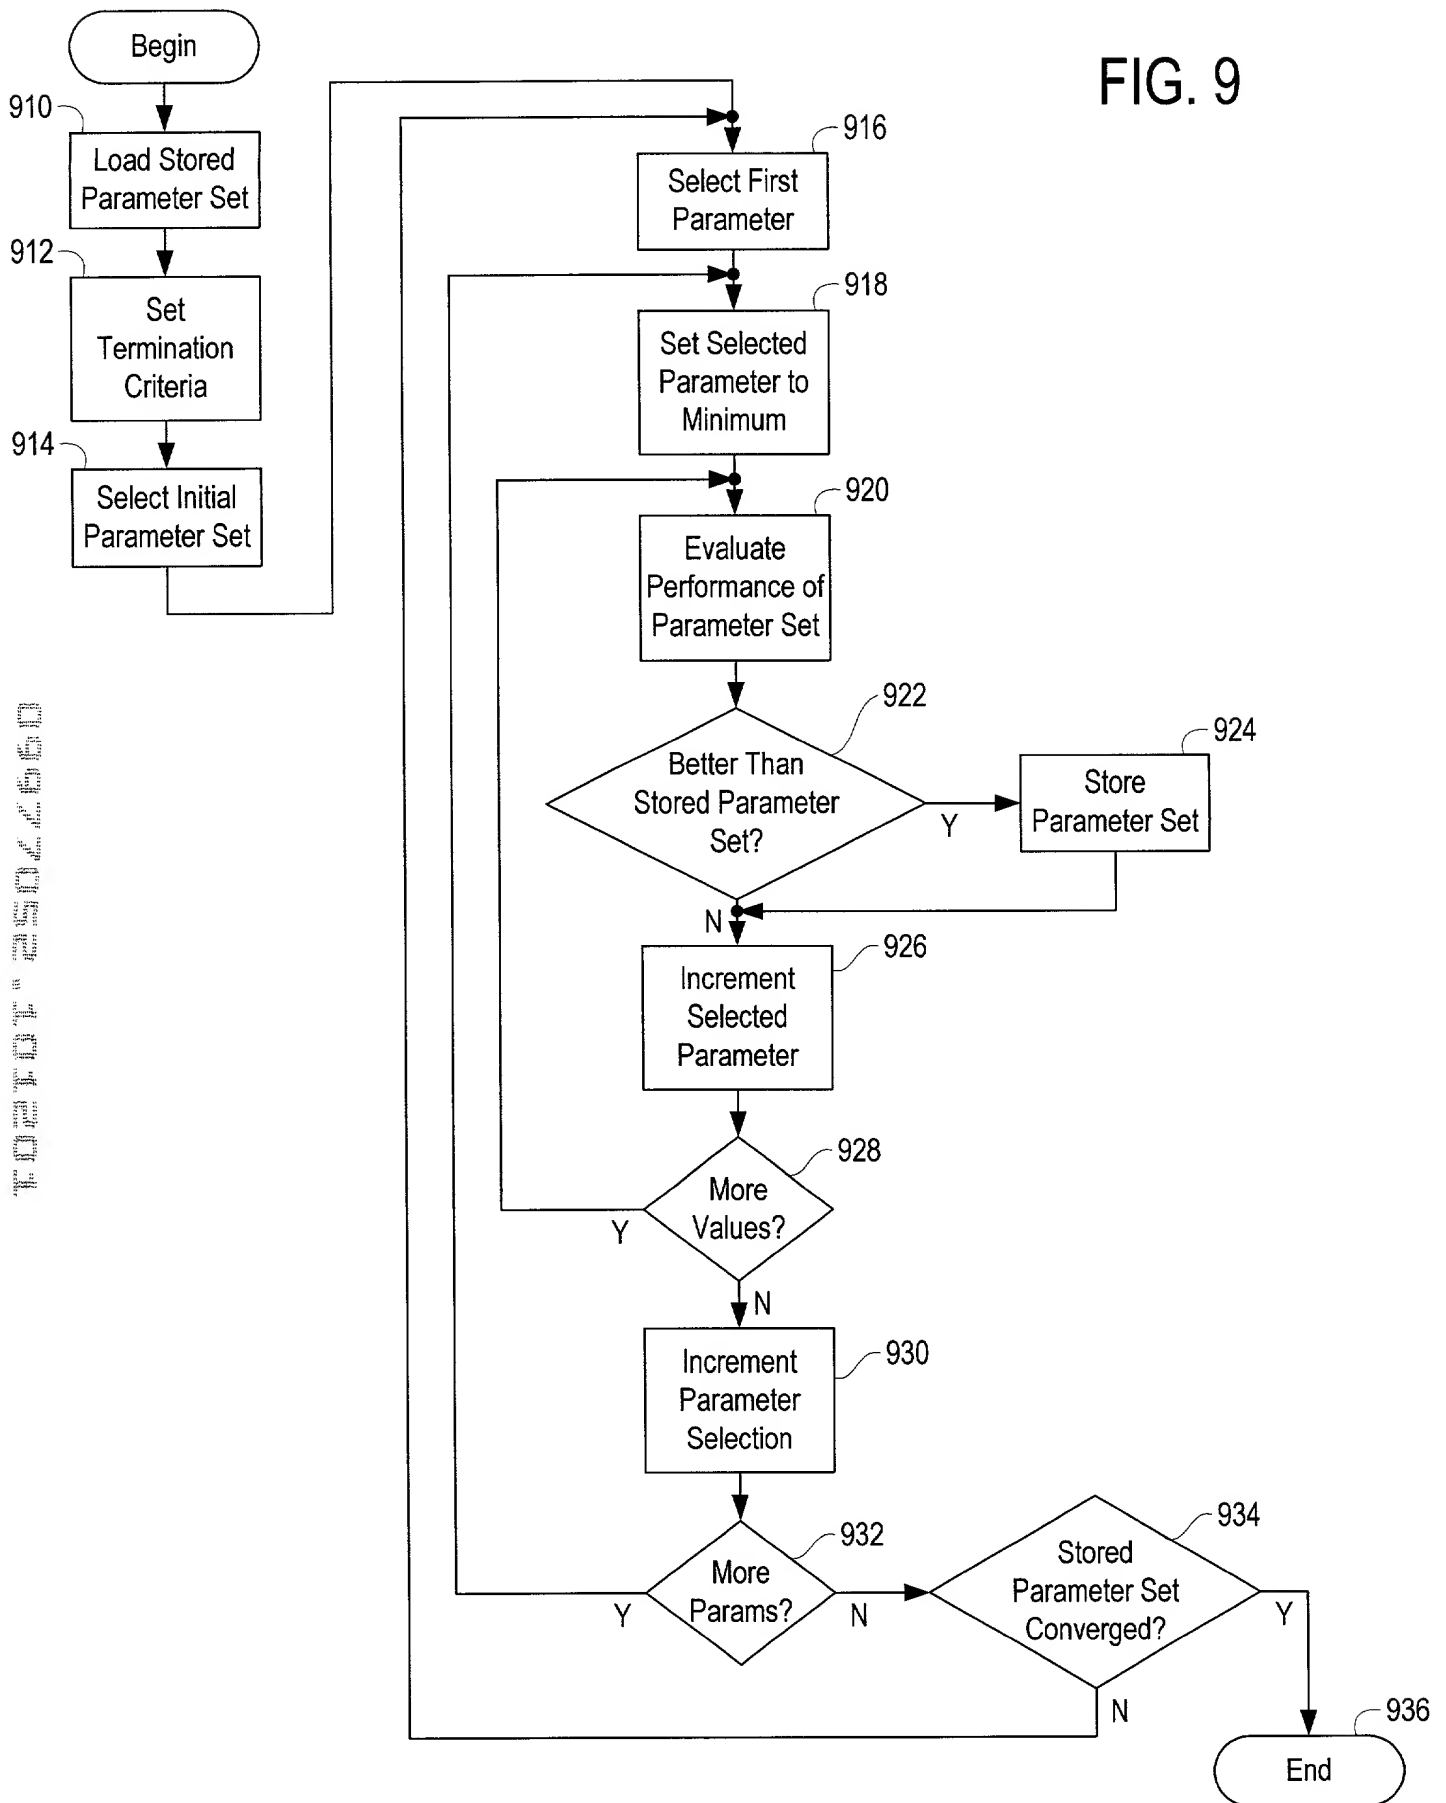 Begin
FIG. 9
910
Load Stored
Parameter Set
912
Set
Termination
Criteria
914
Select Initial
Parameter Set
916
Select First
Parameter
918
Set Selected
Parameter to
Minimum
920
Evaluate
Performance of
Parameter Set
922
Better Than
Stored Parameter
Set?
Y
924
Store
Parameter Set
N
926
Increment
Selected
Parameter
928
More
Values?
Y
N
930
Increment
Parameter
Selection
932
More
Params?
Y
N
934
Stored
Parameter Set
Converged?
Y
N
936
End